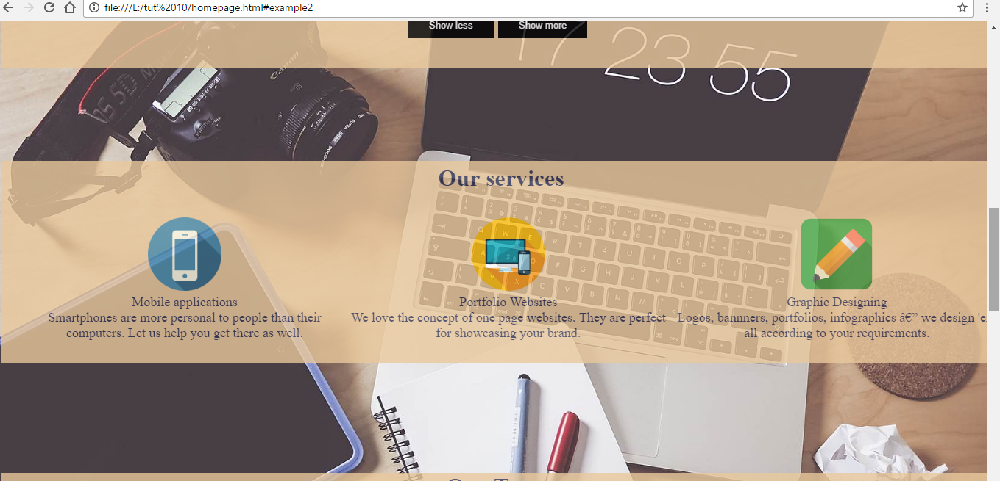 file:///E:/tut%2010/homepage.html#example2
Show less Show more
Canon
17 23 55
Our services
Mobile applications
Smartphones are more personal to people than their
computers. Let us help you get there as well.
Portfolio Websites
We love the concept of one page websites. They are perfect
for showcasing your brand.
Graphic Designing
Logos, bannners, portfolios, infographics â€” we design 'em
all according to your requirements.